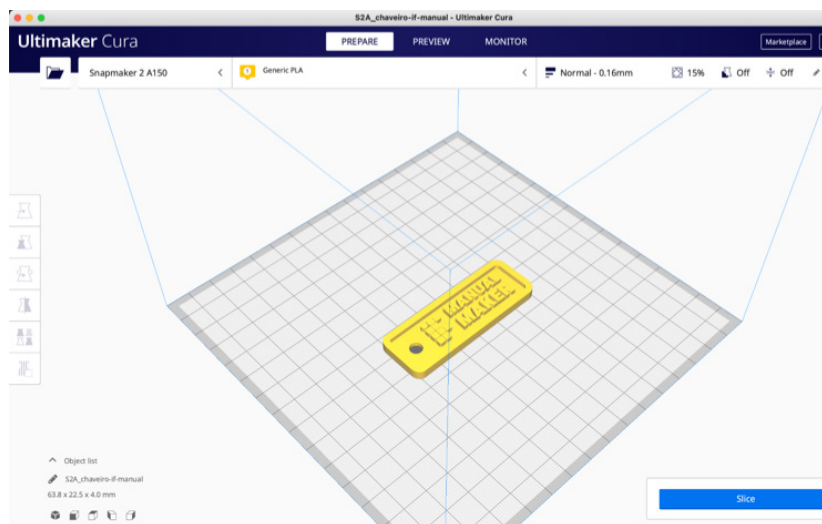 S2A_chaveiro-if-manual - Ultimaker Cura
Ultimaker Cura
PREPARE PREVIEW MONITOR
Marketplace
Snapmaker 2 A150
1 Generic PLA
Normal - 0.16mm 15% Off Off
MANUAL
MAKER
Object list
S2A_chaveiro-if-manual
63.8 x 22.5 x 4.0 mm
Slice